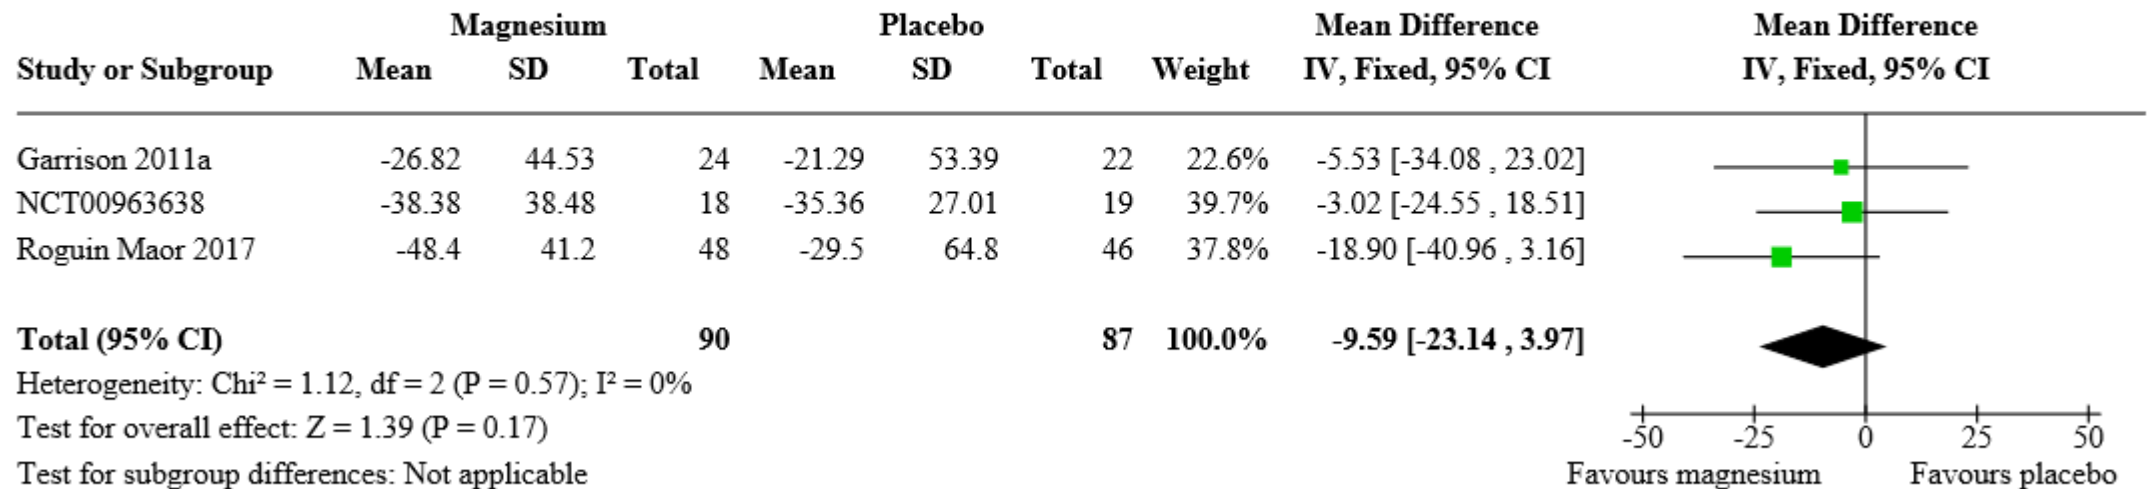 Magnesium Placebo Mean Difference Mean Difference
Study or Subgroup Mean SD Total Mean SD Total Weight IV, Fixed, 95% CI IV, Fixed, 95% CI
Garrison 2011a -26.82 44.53 24 -21.29 53.39 22 22.6% -5.53 [-34.08 , 23.02]
NCT00963638 -38.38 38.48 18 -35.36 27.01 19 39.7% -3.02 [-24.55 , 18.51]
Roguin Maor 2017 -48.4 41.2 48 -29.5 64.8 46 37.8% -18.90 [-40.96 , 3.16]
Total (95% CI) 90 87 100.0% -9.59 [-23.14 , 3.97]
Heterogeneity: Chi² = 1.12, df = 2 (P = 0.57); I² = 0%
Test for overall effect: Z = 1.39 (P = 0.17)
-50 -25 0 25 50
Test for subgroup differences: Not applicable Favours magnesium Favours placebo